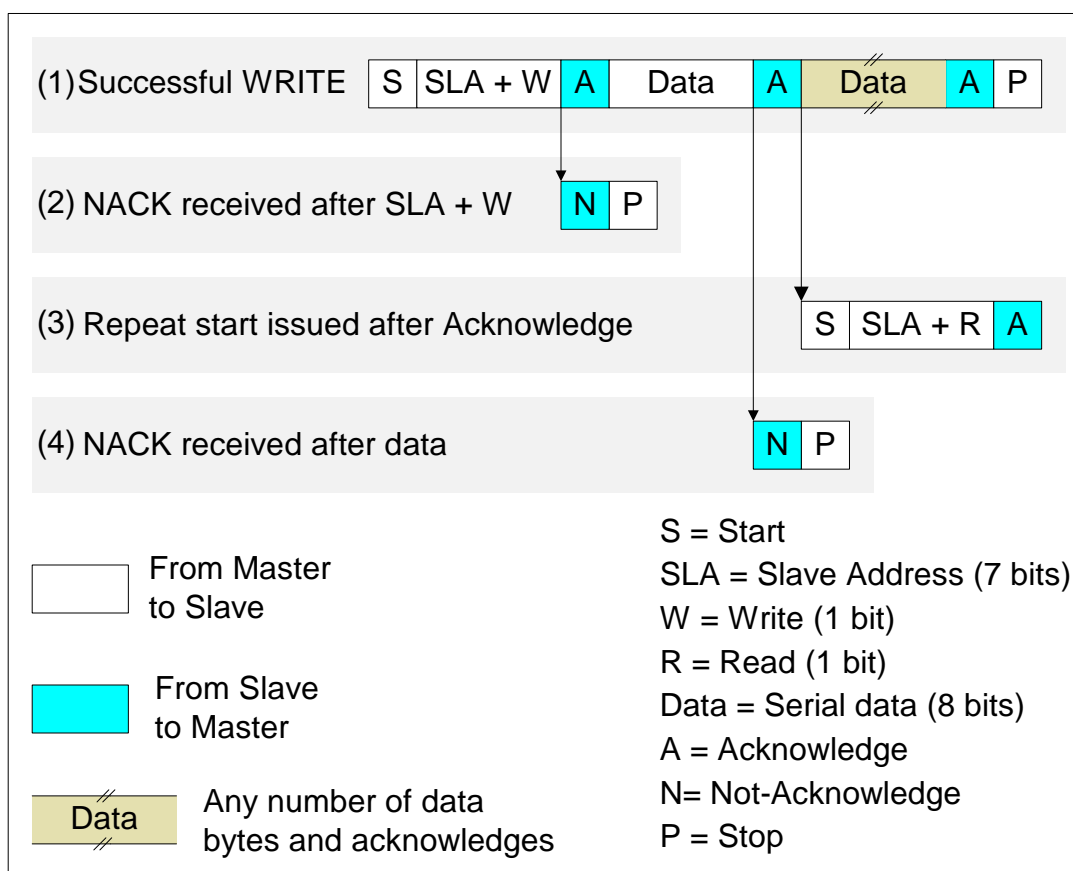 (1) Successful WRITE S SLA + W A Data A Data A P
(2) NACK received after SLA + W N P
(3) Repeat start issued after Acknowledge S SLA + R A
(4) NACK received after data N P
From Master
to Slave
From Slave
to Master
Data Any number of data
bytes and acknowledges
S = Start
SLA = Slave Address (7 bits)
W = Write (1 bit)
R = Read (1 bit)
Data = Serial data (8 bits)
A = Acknowledge
N= Not-Acknowledge
P = Stop